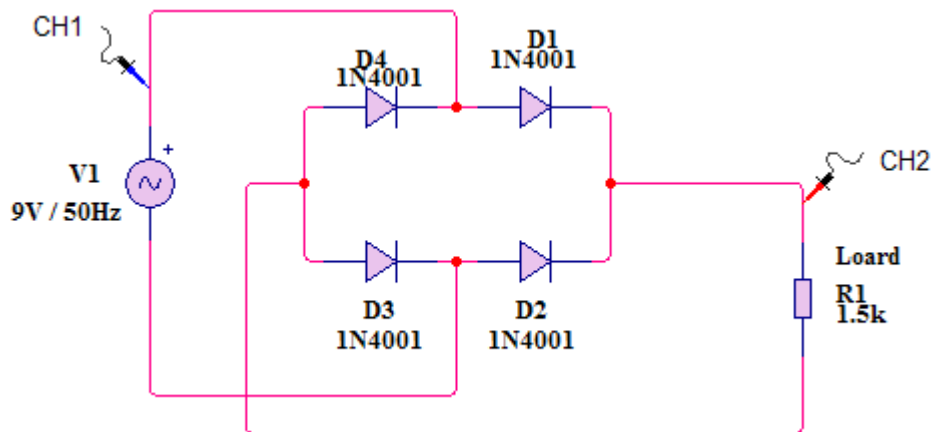 CH1
D4
1N4001
D1
1N4001
+
V1
9V / 50Hz
CH2
Loard
R1
1.5k
D3
1N4001
D2
1N4001